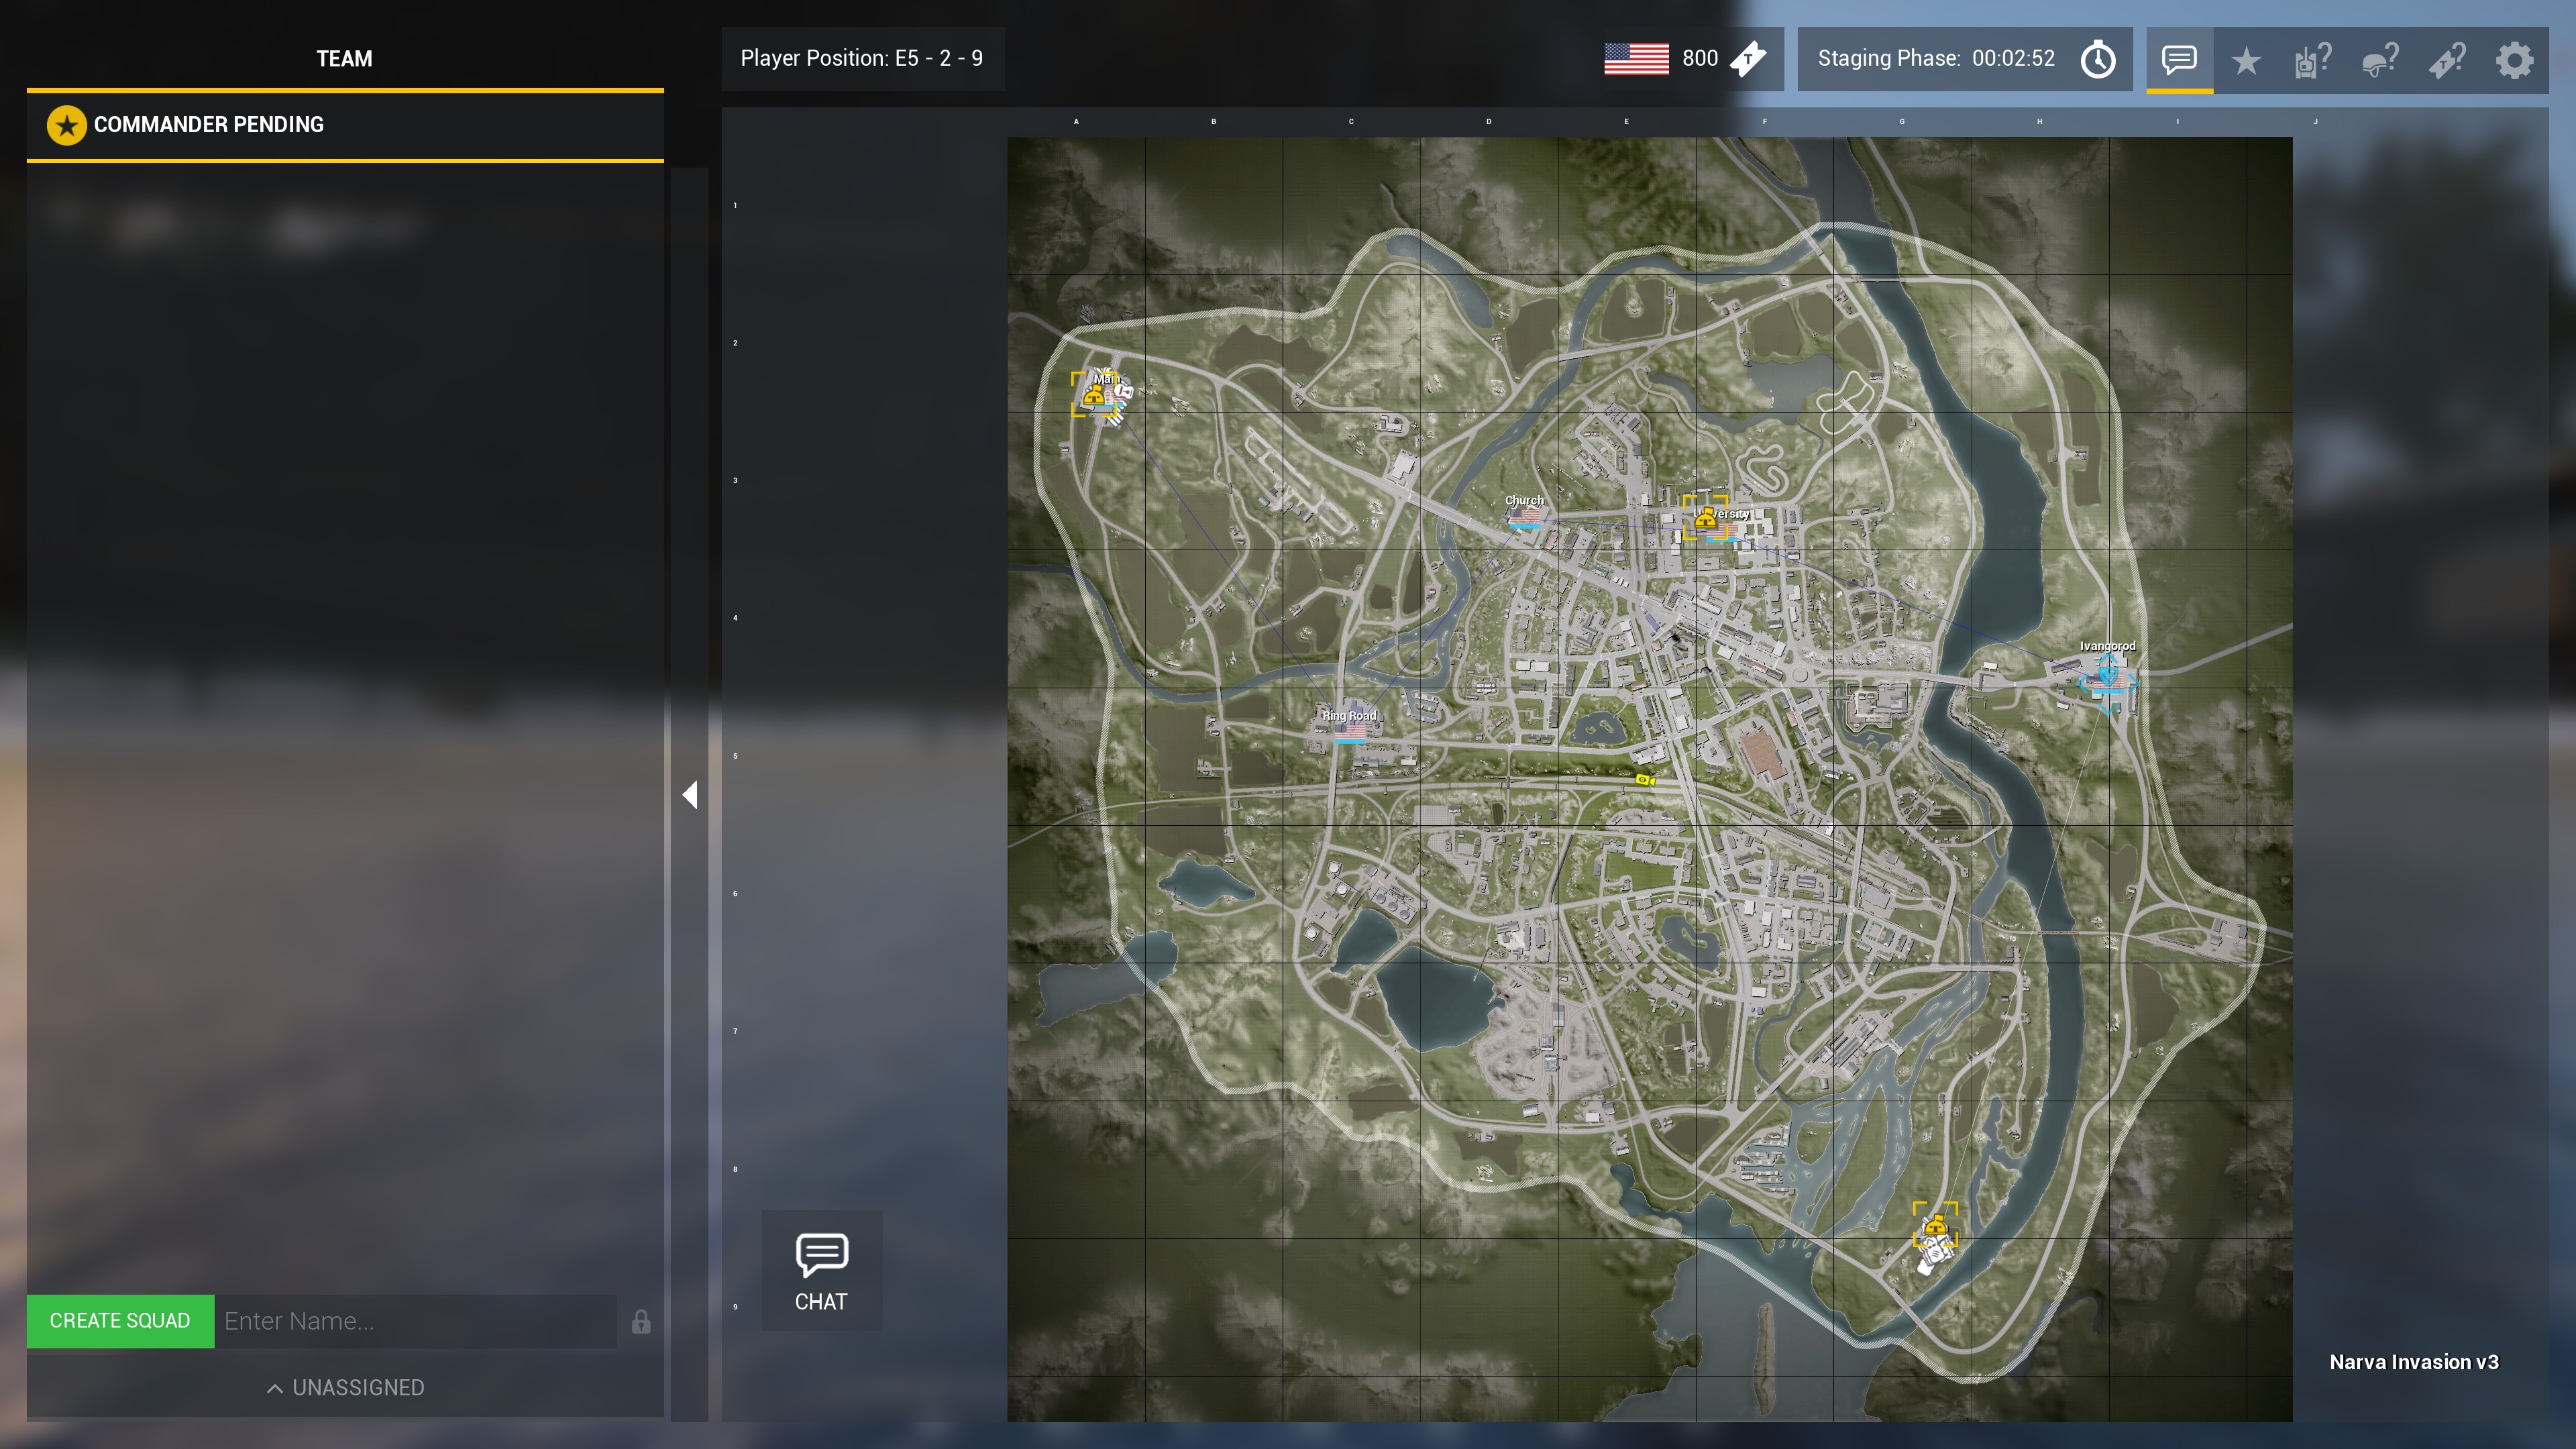 TEAM
Player Position: E5 - 2 - 9
800
T
Staging Phase: 00:02:52
COMMANDER PENDING
A B C D E F G H I J
1
2
Main
3
Church
4
Ivangorod
Ring Road
5
6
7
8
CHAT
9
CREATE SQUAD
Enter Name...
Narva Invasion v3
UNASSIGNED